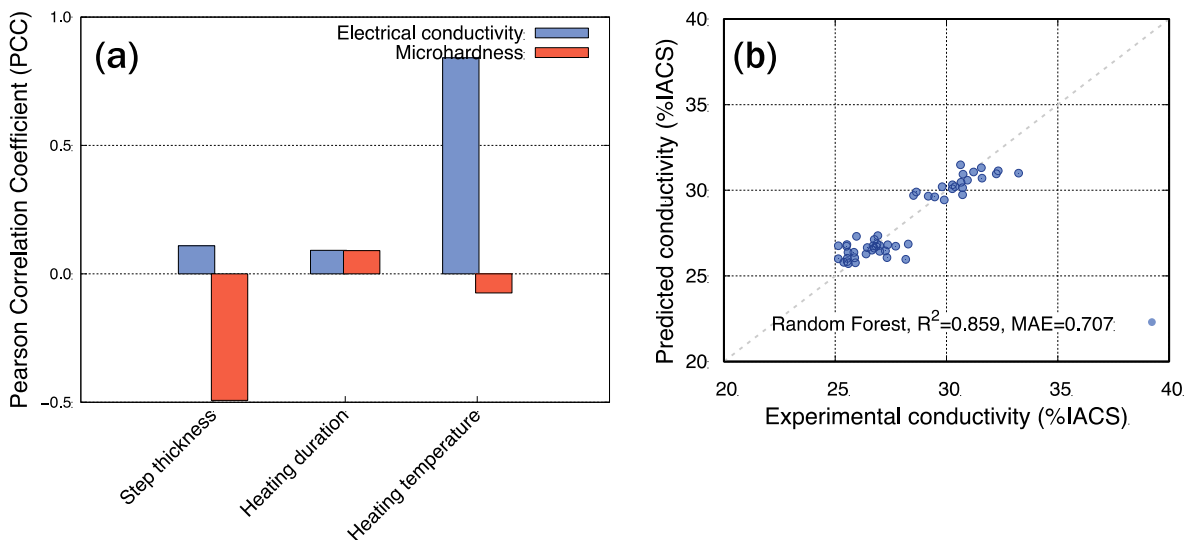 (a)
Electrical conductivity
Microhardness
Pearson Correlation Coefficient (PCC)
1.0
0.5
0.0
−0.5
Step thickness
Heating duration
Heating temperature
(b)
Predicted conductivity (%IACS)
40
35
30
25
20
Random Forest, R²=0.859, MAE=0.707
20 25 30 35 40
Experimental conductivity (%IACS)